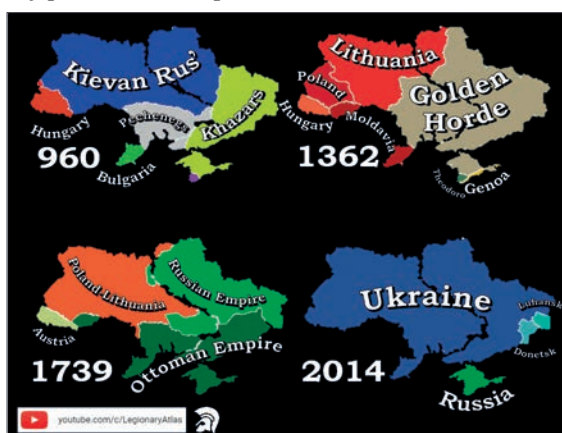 Kievan Rus'
Hungary
Pechenegs
Khazars
960
Bulgaria
Lithuania
Poland
Golden
Horde
Hungary
Moldavia
1362
Theodoro
Genoa
Poland-Lithuania
Russian Empire
Austria
Ottoman Empire
1739
Ukraine
Luhansk
Donetsk
2014
Russia
youtube.com/c/LegionaryAtlas